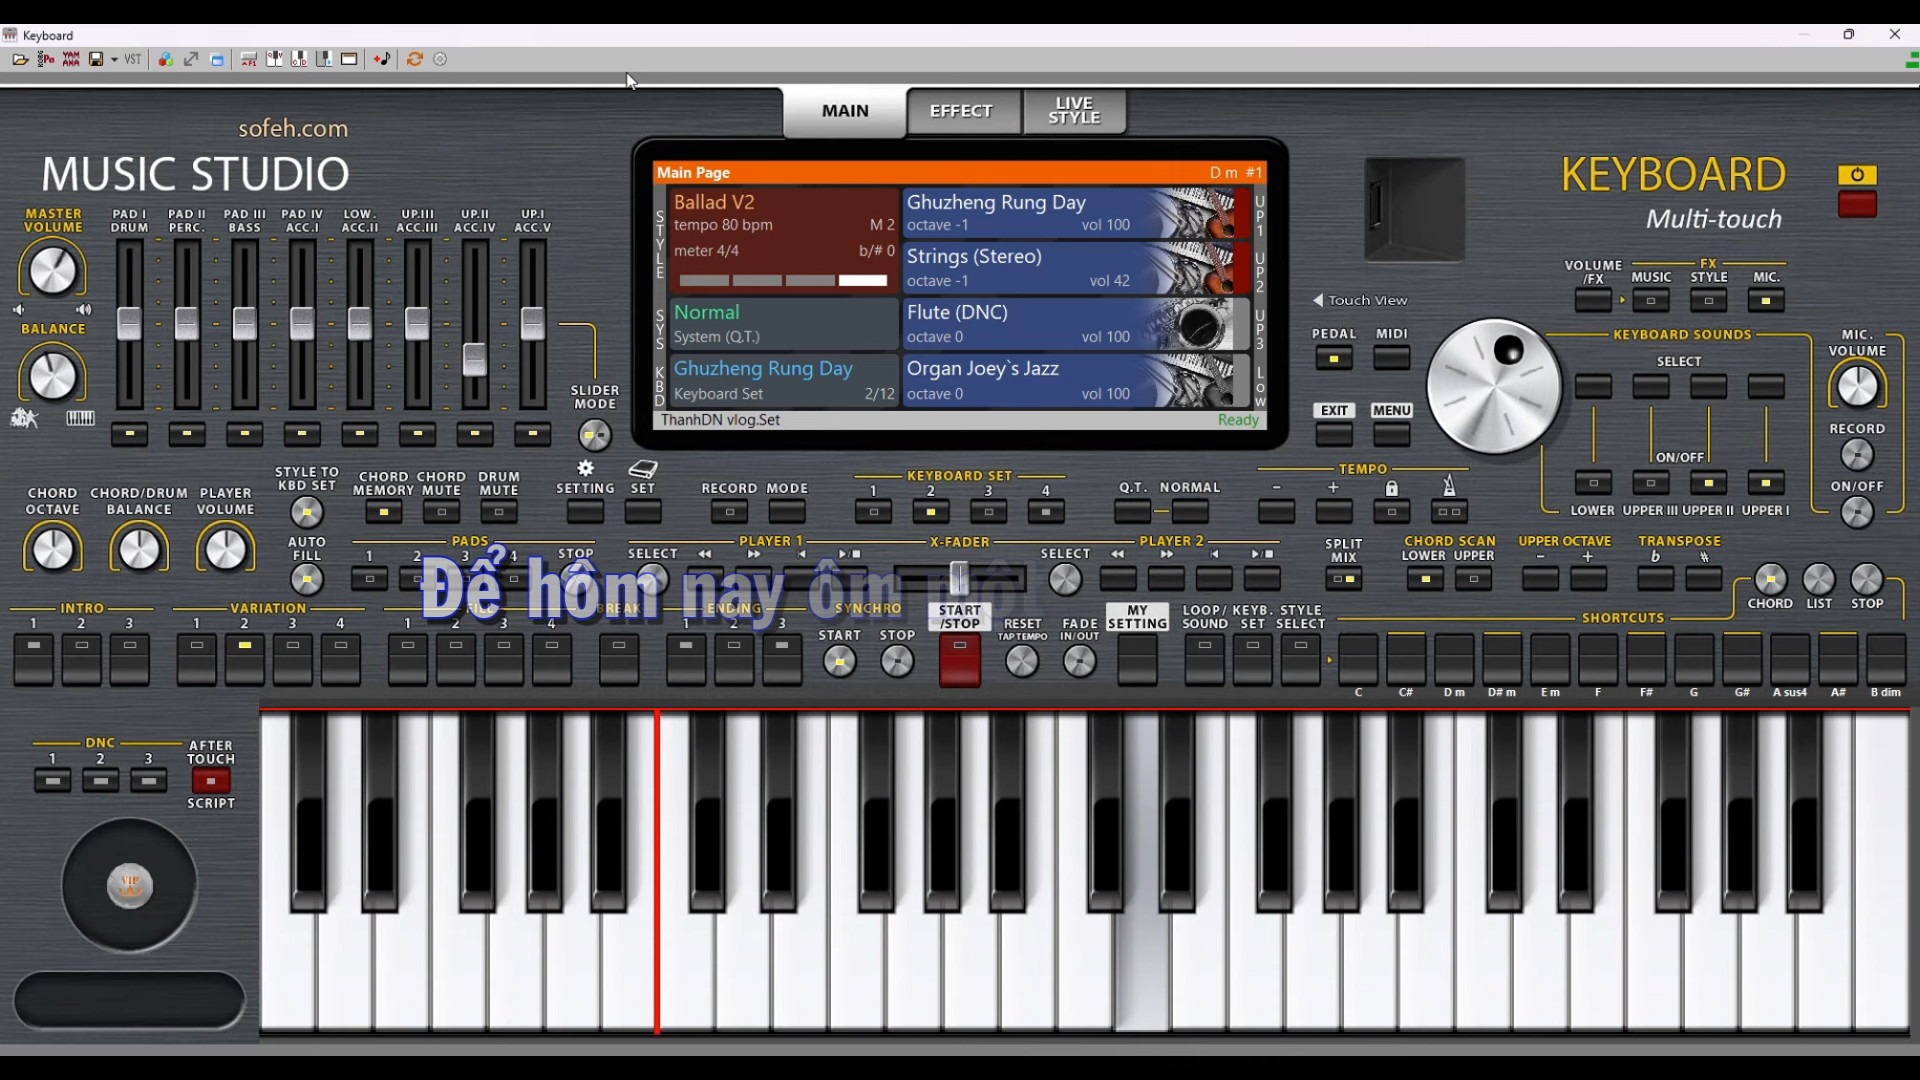 Keyboard
VST
MAIN
EFFECT
LIVE STYLE
sofeh.com
MUSIC STUDIO
KEYBOARD
Multi-touch
MASTER VOLUME
PAD I DRUM
PAD II PERC.
PAD III BASS
PAD IV ACC.I
LOW. ACC.II
UP.III ACC.III
UP.II ACC.IV
UP.I ACC.V
BALANCE
SLIDER MODE
Main Page
D m #1
STYLE
Ballad V2
tempo 80 bpm M 2
meter 4/4 b/# 0
SYS
Normal
System (Q.T.)
KBD
Ghuzheng Rung Day
Keyboard Set 2/12
Ghuzheng Rung Day
octave -1 vol 100
UP1
Strings (Stereo)
octave -1 vol 42
UP2
Flute (DNC)
octave 0 vol 100
UP3
Organ Joey`s Jazz
octave 0 vol 100
Low
ThanhDN vlog.Set
Ready
Touch View
PEDAL MIDI
EXIT MENU
VOLUME /FX
FX
MUSIC STYLE MIC.
KEYBOARD SOUNDS
SELECT
ON/OFF
LOWER UPPER III UPPER II UPPER I
MIC. VOLUME
RECORD
ON/OFF
CHORD OCTAVE
CHORD/DRUM BALANCE
PLAYER VOLUME
STYLE TO KBD SET
CHORD MEMORY
CHORD MUTE
DRUM MUTE
SETTING
SET
RECORD MODE
KEYBOARD SET
1 2 3 4
Q.T. NORMAL
TEMPO
- +
AUTO FILL
PADS
1 2 3 4
STOP
SELECT
PLAYER 1
X-FADER
SELECT
PLAYER 2
SPLIT MIX
CHORD SCAN
LOWER UPPER
UPPER OCTAVE
- +
TRANSPOSE
b #
CHORD LIST STOP
Để hôm nay ôm
INTRO
1 2 3
VARIATION
1 2 3 4
FILL
1 2 3 4
BREAK
ENDING
1 2 3
SYNCHRO
START STOP
START /STOP
RESET TAP TEMPO
FADE IN/OUT
MY SETTING
LOOP/ SOUND
KEYB. SET
STYLE SELECT
SHORTCUTS
C C# D m D# m E m F F# G G# A sus4 A# B dim
DNC
1 2 3
AFTER TOUCH
SCRIPT
VIP